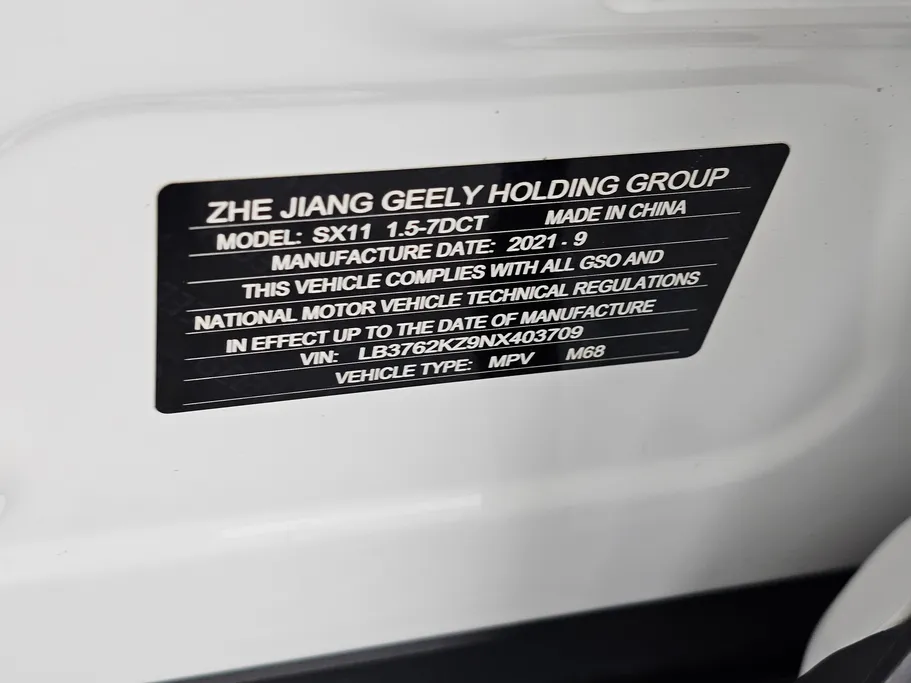 ZHE JIANG GEELY HOLDING GROUP
MODEL: SX11 1.5-7DCT MADE IN CHINA
MANUFACTURE DATE: 2021 - 9
THIS VEHICLE COMPLIES WITH ALL GSO AND
NATIONAL MOTOR VEHICLE TECHNICAL REGULATIONS
IN EFFECT UP TO THE DATE OF MANUFACTURE
VIN: LB3762KZ9NX403709
VEHICLE TYPE: MPV M68